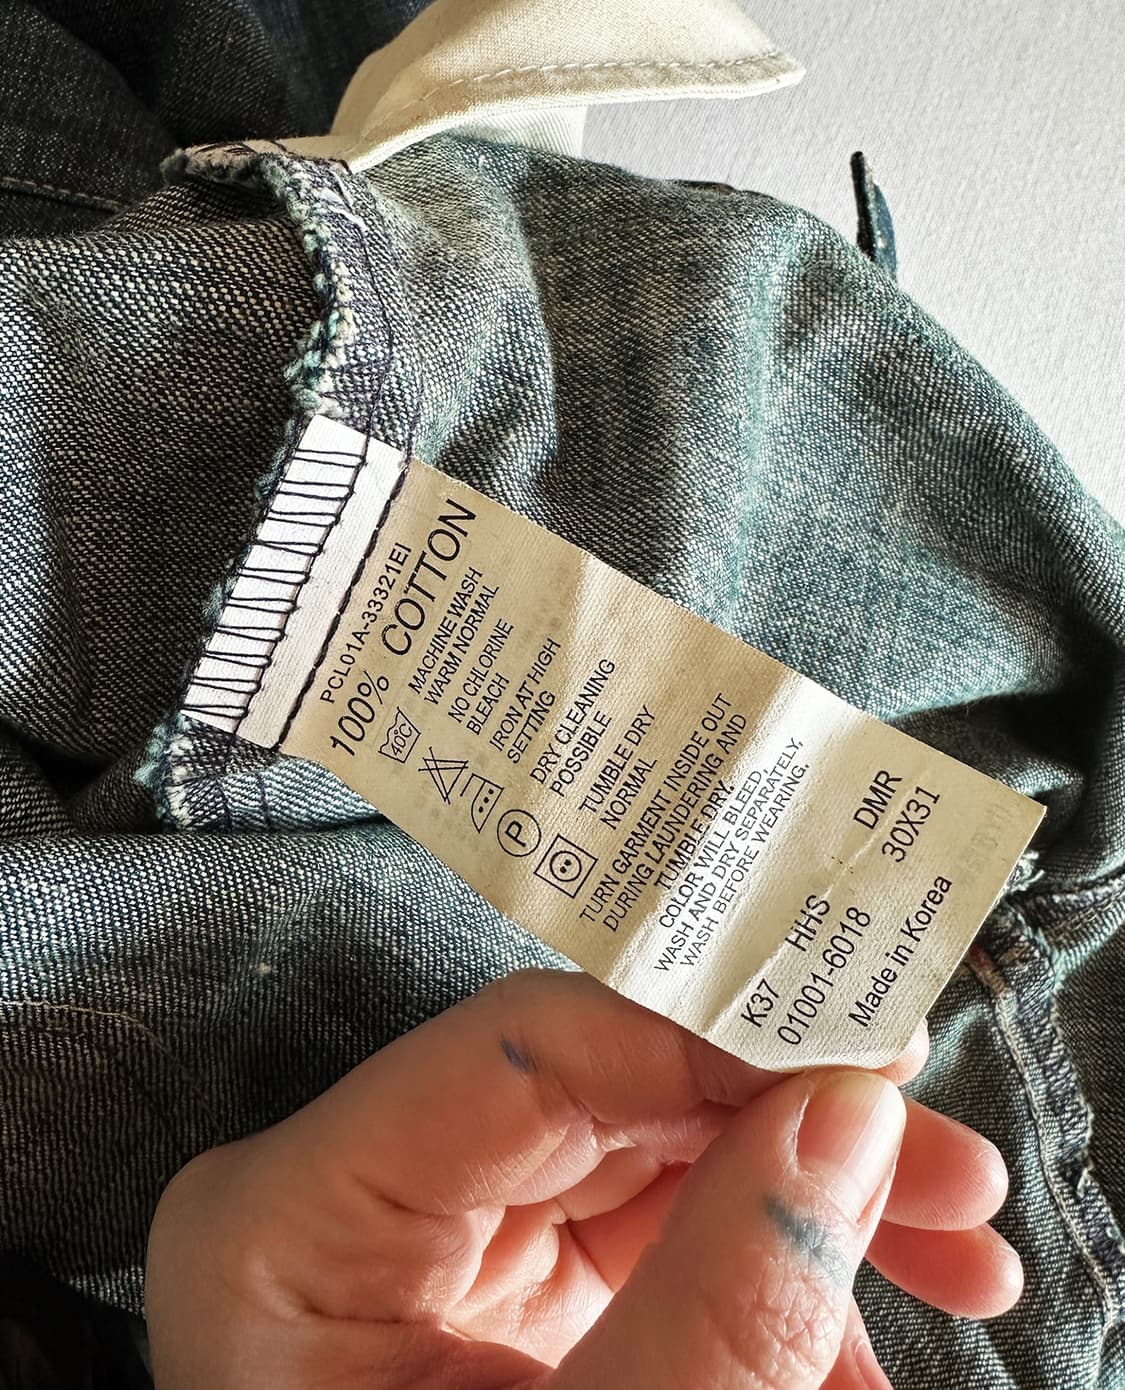 PCL01A-33321EI
100% COTTON
MACHINE WASH
WARM NORMAL
NO CHLORINE
BLEACH
IRON AT HIGH
SETTING
DRY CLEANING
POSSIBLE
TUMBLE DRY
NORMAL
40C
P
TURN GARMENT INSIDE OUT
DURING LAUNDERING AND
TUMBLE DRY.
COLOR WILL BLEED,
WASH AND DRY SEPARATELY,
WASH BEFORE WEARING.
K37 HHS DMR
01001-6018 30X31
Made in Korea